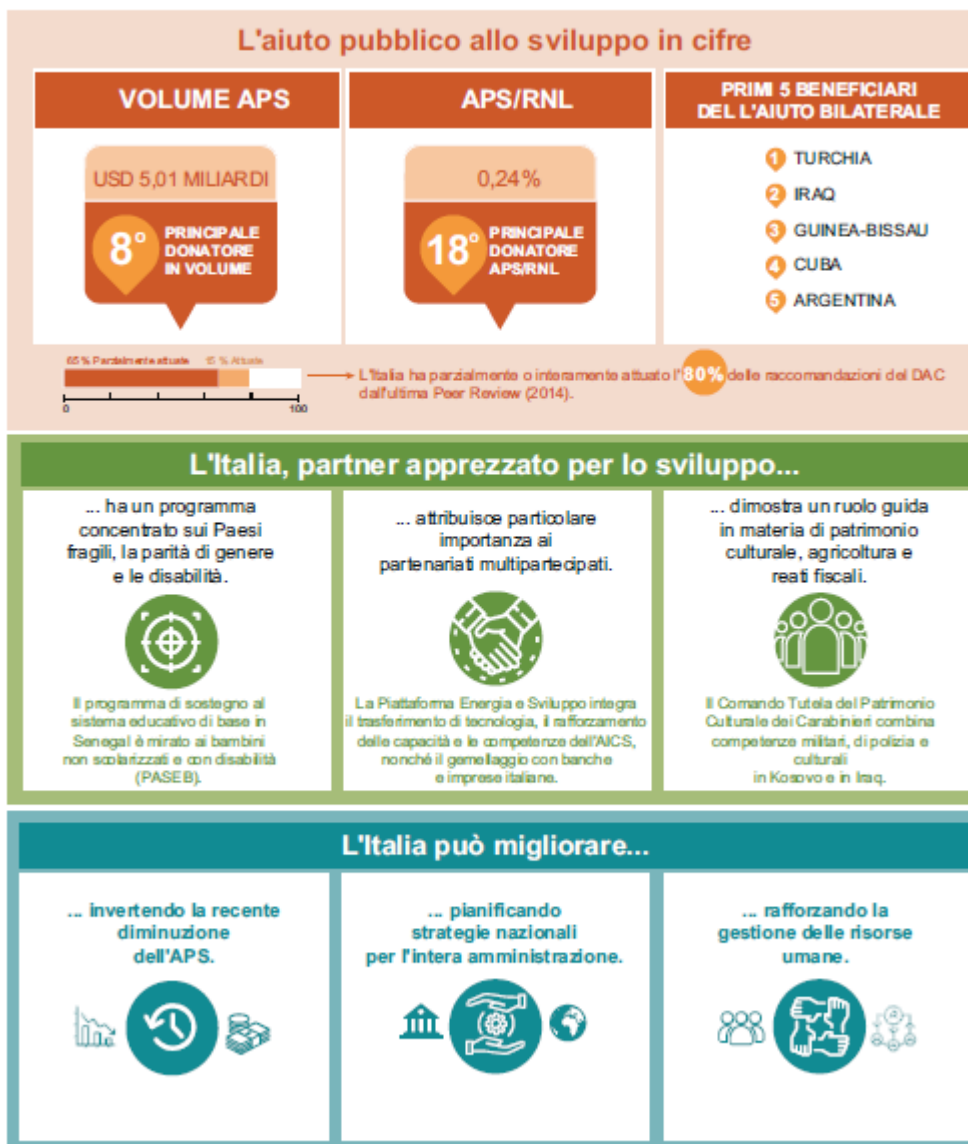 L'aiuto pubblico allo sviluppo in cifre
VOLUME APS
USD 5,01 MILIARDI
8°
PRINCIPALE
DONATORE
IN VOLUME
APS/RNL
0,24%
18°
PRINCIPALE
DONATORE
APS/RNL
PRIMI 5 BENEFICIARI
DEL L'AIUTO BILATERALE
1 TURCHIA
2 IRAQ
3 GUINEA-BISSAU
4 CUBA
5 ARGENTINA
65 % Parzialmente attuate 15 % Attuate
0 100
L'Italia ha parzialmente o interamente attuato l'80% delle raccomandazioni del DAC
dall'ultima Peer Review (2014).
L'Italia, partner apprezzato per lo sviluppo...
... ha un programma
concentrato sui Paesi
fragili, la parità di genere
e le disabilità.
Il programma di sostegno al
sistema educativo di base in
Senegal è mirato ai bambini
non scolarizzati e con disabilità
(PASEB).
... attribuisce particolare
importanza ai
partenariati multipartecipati.
La Piattaforma Energia e Sviluppo integra
il trasferimento di tecnologia, il rafforzamento
delle capacità e le competenze dell'AICS,
nonché il gemellaggio con banche
e imprese italiane.
... dimostra un ruolo guida
in materia di patrimonio
culturale, agricoltura e
reati fiscali.
Il Comando Tutela del Patrimonio
Culturale dei Carabinieri combina
competenze militari, di polizia e
culturali
in Kosovo e in Iraq.
L'Italia può migliorare...
... invertendo la recente
diminuzione
dell'APS.
... pianificando
strategie nazionali
per l'intera amministrazione.
... rafforzando la
gestione delle risorse
umane.